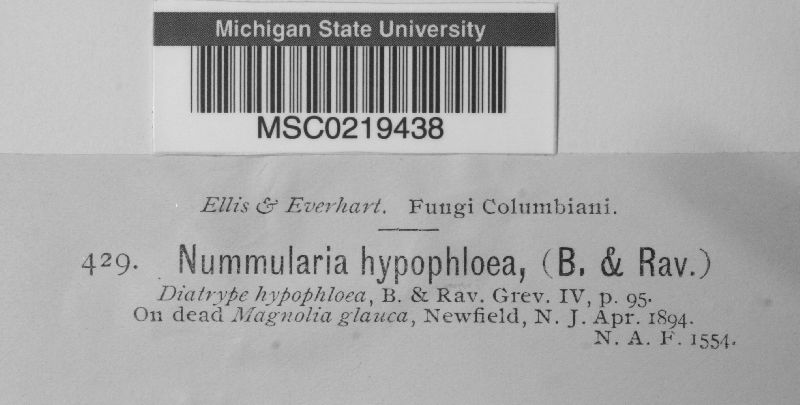 Michigan State University
MSC0219438
Ellis & Everhart. Fungi Columbiani.
429. Nummularia hypophloea, (B. & Rav.)
Diatrype hypophloea, B. & Rav. Grev. IV, p. 95.
On dead Magnolia glauca, Newfield, N. J. Apr. 1894.
N. A. F. 1554.